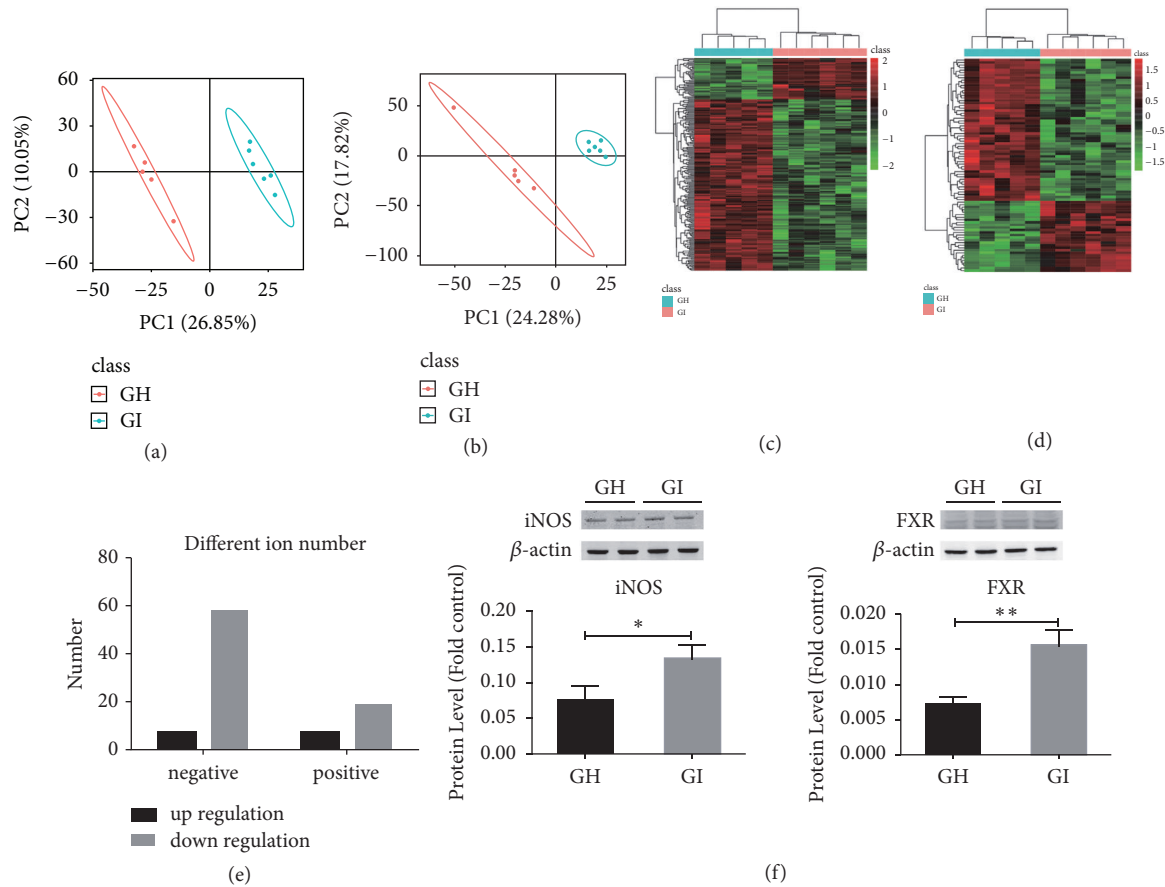 60
30
0
−30
−60
PC2 (10.05%)
−50
−25
0
25
PC1 (26.85%)
class
GH
GI
(a)
50
0
−50
−100
PC2 (17.82%)
−50
−25
0
25
PC1 (24.28%)
class
GH
GI
(b)
class
2
1
0
−1
−2
class
GH
GI
(c)
class
1.5
1
0.5
0
−0.5
−1
−1.5
class
GH
GI
(d)
Different ion number
80
60
40
20
0
Number
negative
positive
up regulation
down regulation
(e)
GH
GI
iNOS
β-actin
iNOS
0.20
0.15
0.10
0.05
0.00
Protein Level (Fold control)
*
GH
GI
GH
GI
FXR
β-actin
FXR
0.020
0.015
0.010
0.005
0.000
Protein Level (Fold control)
**
GH
GI
(f)